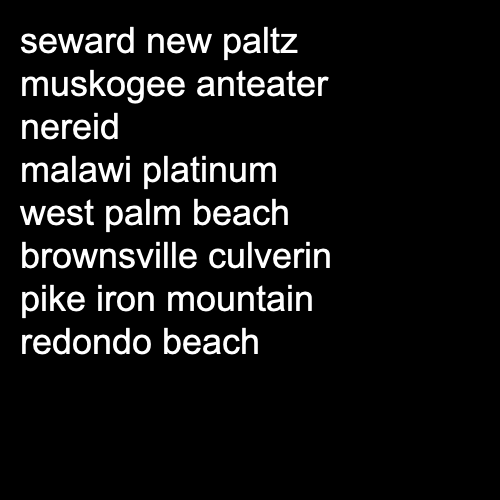 seward new paltz
muskogee anteater
nereid
malawi platinum
west palm beach
brownsville culverin
pike iron mountain
redondo beach